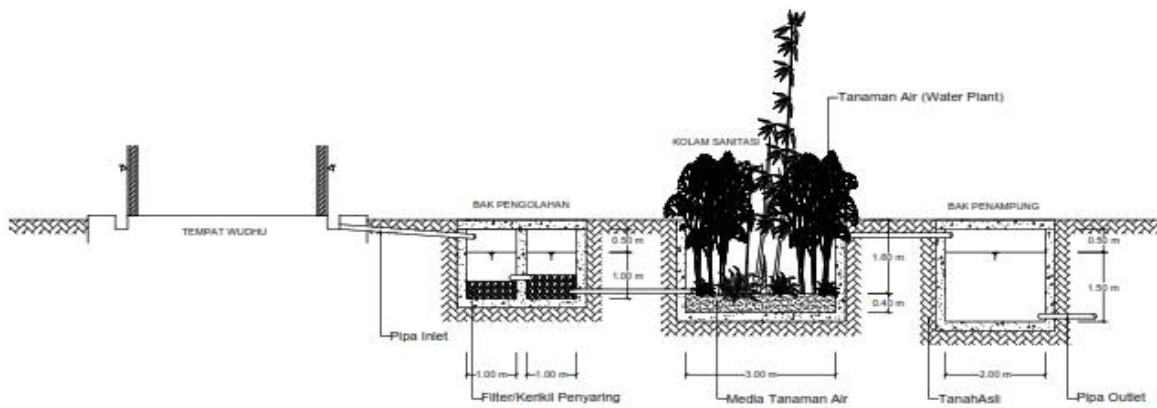 Tanaman Air (Water Plant)
KOLAM SANITASI
BAK PENGOLAHAN
BAK PENAMPUNG
TEMPAT WUDHU
0.50 m
1.00 m
1.60 m
0.40 m
0.50 m
1.50 m
Pipa Inlet
1.00 m
1.00 m
3.00 m
2.00 m
Filter/Kerikil Penyaring
Media Tanaman Air
TanahAsli
Pipa Outlet